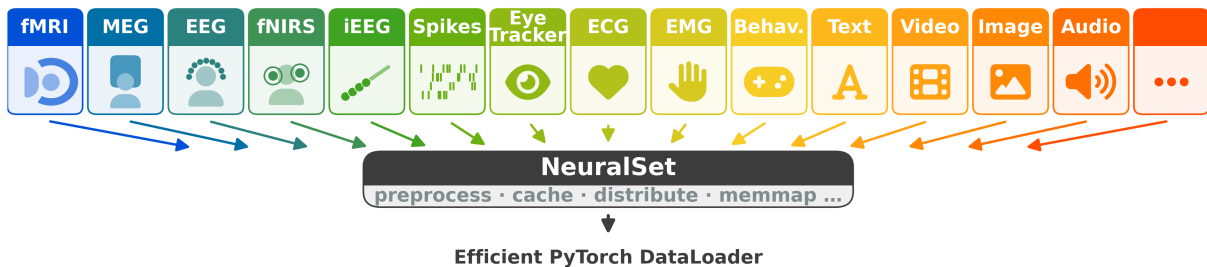 fMRI
MEG
EEG
fNIRS
iEEG
Spikes
Eye
Tracker
ECG
EMG
Behav.
Text
Video
Image
Audio
NeuralSet
preprocess · cache · distribute · memmap ...
Efficient PyTorch DataLoader